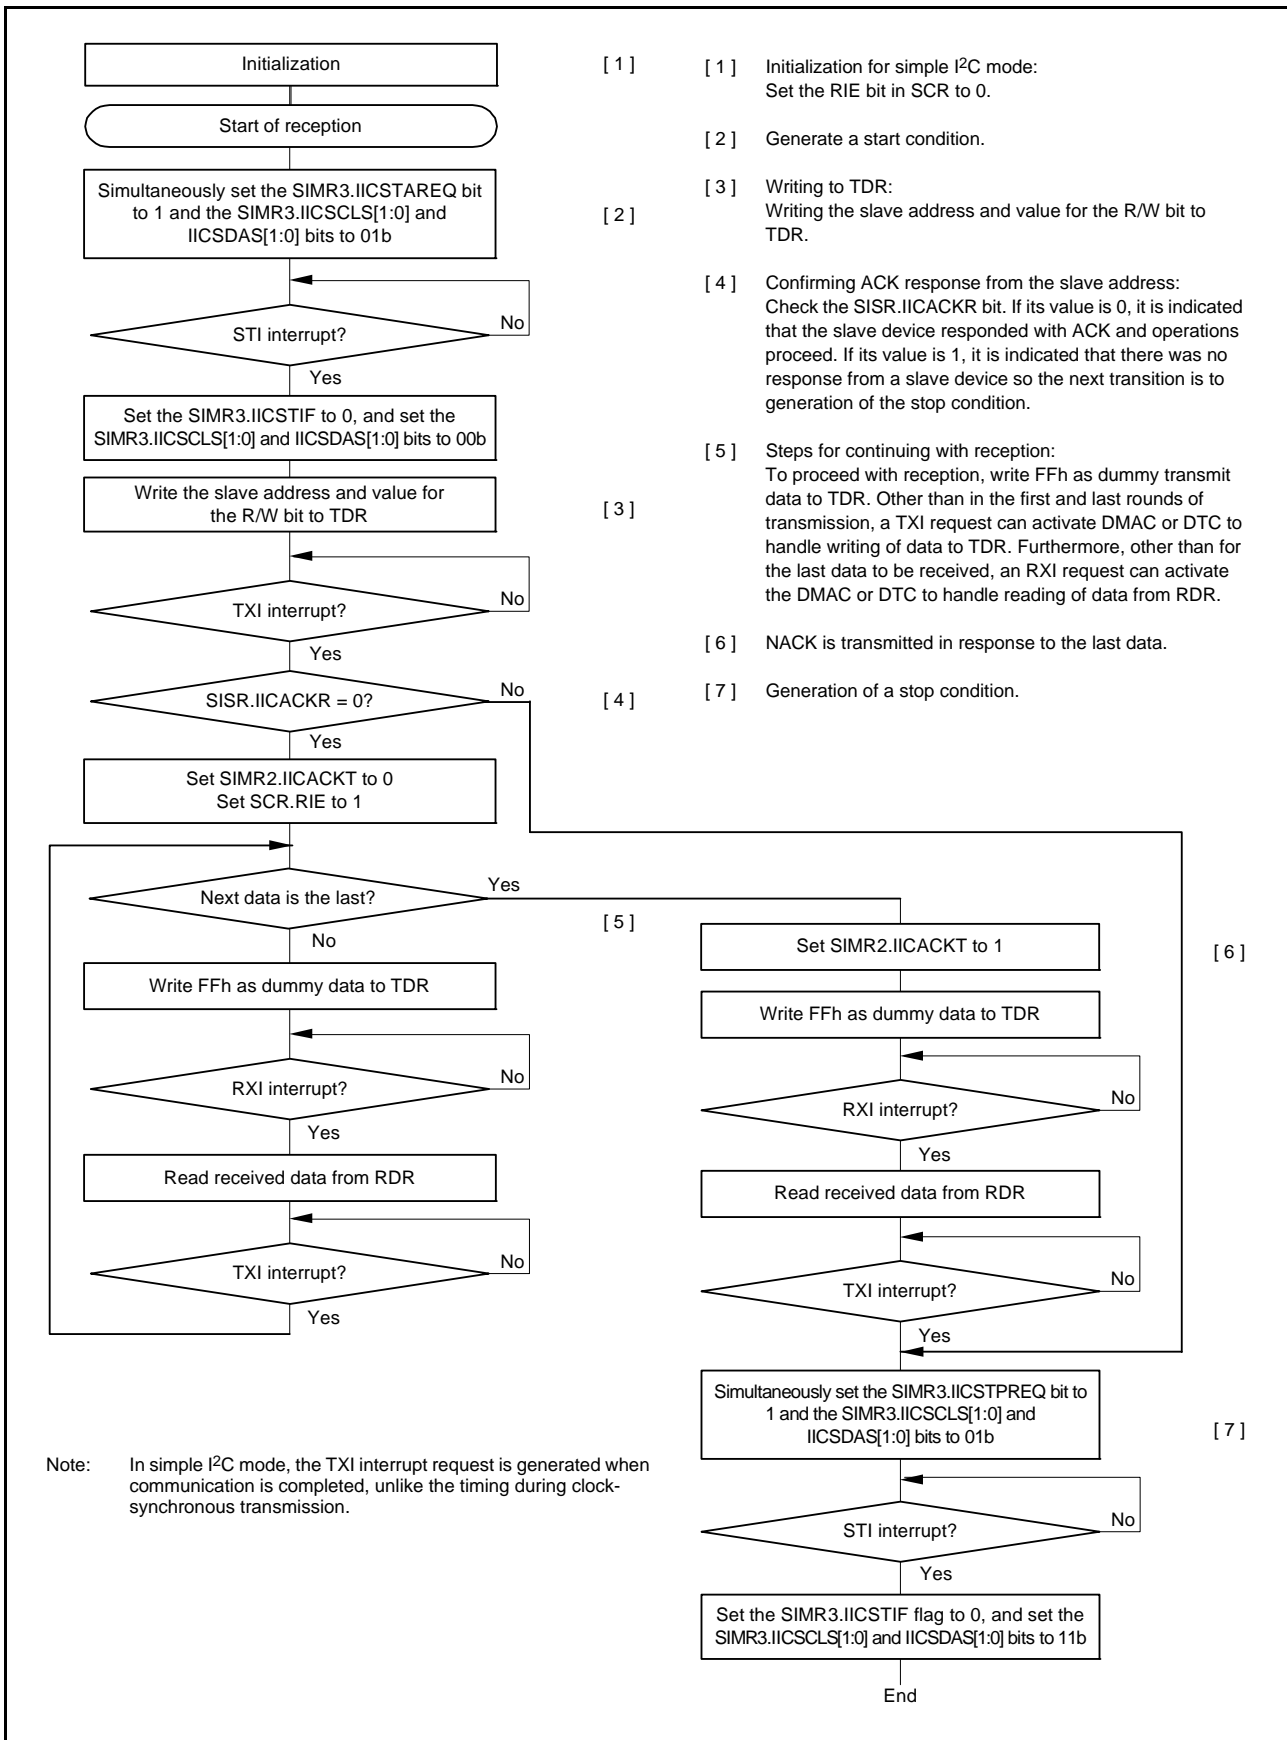 Initialization
[ 1 ]
Start of reception
Simultaneously set the SIMR3.IICSTAREQ bit
to 1 and the SIMR3.IICSCLS[1:0] and
IICSDAS[1:0] bits to 01b
[ 2 ]
STI interrupt?
No
Yes
Set the SIMR3.IICSTIF to 0, and set the
SIMR3.IICSCLS[1:0] and IICSDAS[1:0] bits to 00b
Write the slave address and value for
the R/W bit to TDR
[ 3 ]
TXI interrupt?
No
Yes
SISR.IICACKR = 0?
No
[ 4 ]
Yes
Set SIMR2.IICACKT to 0
Set SCR.RIE to 1
Next data is the last?
Yes
[ 5 ]
No
Write FFh as dummy data to TDR
RXI interrupt?
No
Yes
Read received data from RDR
TXI interrupt?
No
Yes
[ 1 ] Initialization for simple I2C mode:
Set the RIE bit in SCR to 0.
[ 2 ] Generate a start condition.
[ 3 ] Writing to TDR:
Writing the slave address and value for the R/W bit to
TDR.
[ 4 ] Confirming ACK response from the slave address:
Check the SISR.IICACKR bit. If its value is 0, it is indicated
that the slave device responded with ACK and operations
proceed. If its value is 1, it is indicated that there was no
response from a slave device so the next transition is to
generation of the stop condition.
[ 5 ] Steps for continuing with reception:
To proceed with reception, write FFh as dummy transmit
data to TDR. Other than in the first and last rounds of
transmission, a TXI request can activate DMAC or DTC to
handle writing of data to TDR. Furthermore, other than for
the last data to be received, an RXI request can activate
the DMAC or DTC to handle reading of data from RDR.
[ 6 ] NACK is transmitted in response to the last data.
[ 7 ] Generation of a stop condition.
Set SIMR2.IICACKT to 1
[ 6 ]
Write FFh as dummy data to TDR
RXI interrupt?
No
Yes
Read received data from RDR
TXI interrupt?
No
Yes
Simultaneously set the SIMR3.IICSTPREQ bit to
1 and the SIMR3.IICSCLS[1:0] and
IICSDAS[1:0] bits to 01b
[ 7 ]
STI interrupt?
No
Yes
Set the SIMR3.IICSTIF flag to 0, and set the
SIMR3.IICSCLS[1:0] and IICSDAS[1:0] bits to 11b
End
Note: In simple I2C mode, the TXI interrupt request is generated when
communication is completed, unlike the timing during clock-
synchronous transmission.